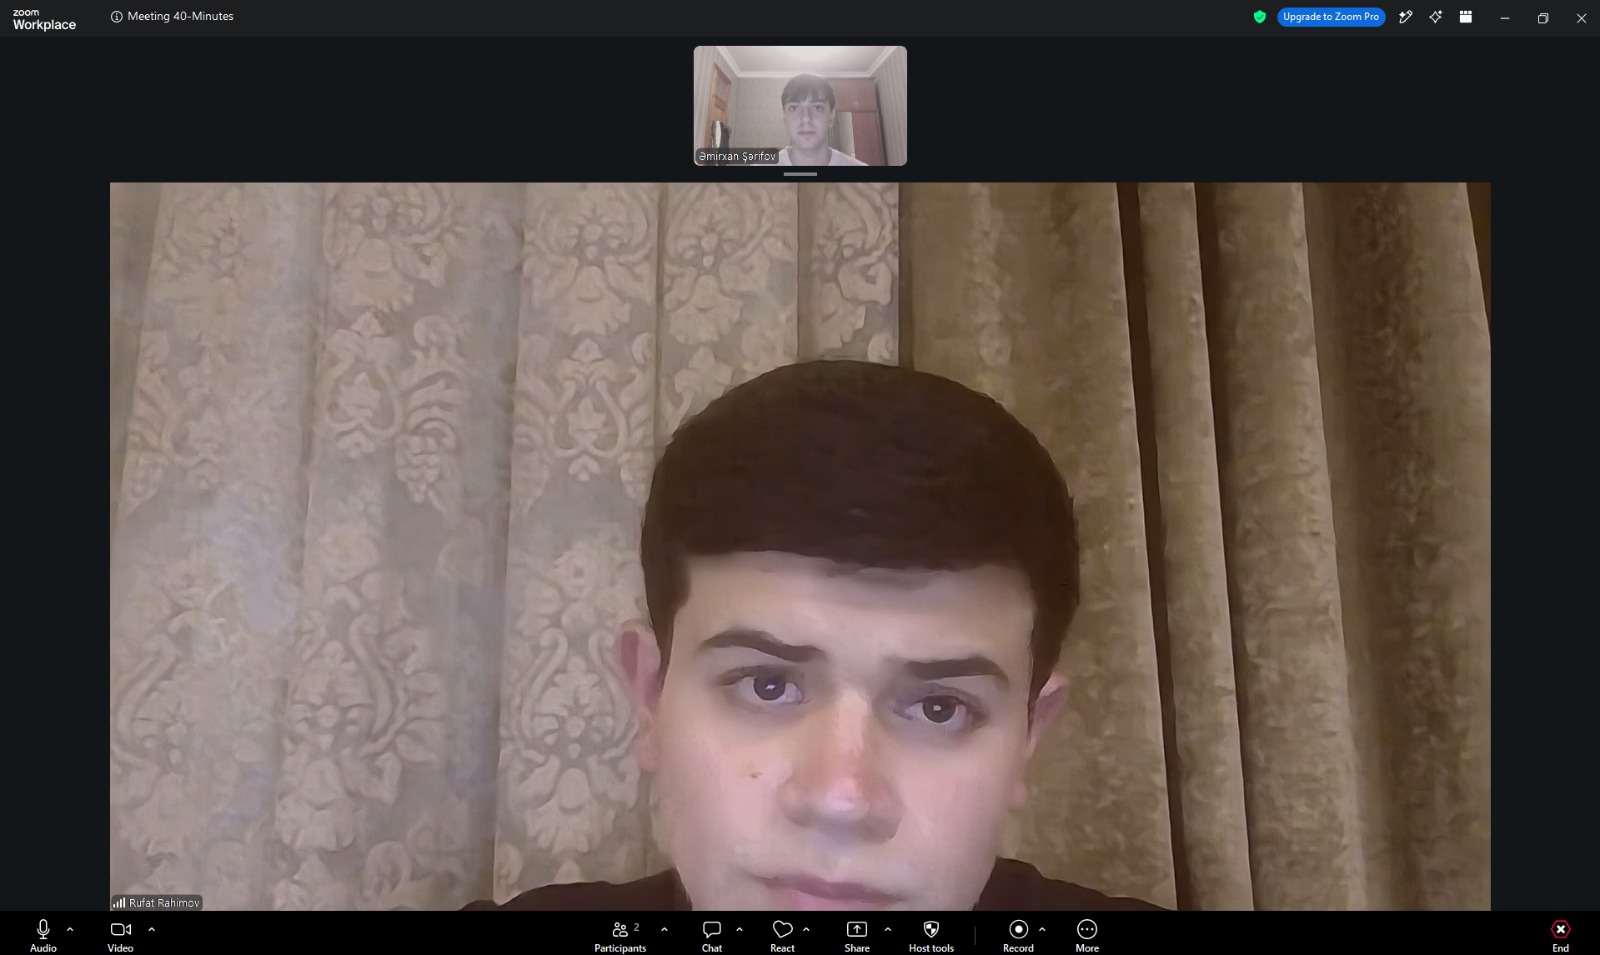 zoom
Workplace
Meeting 40-Minutes
Upgrade to Zoom Pro
Əmirxan Şərifov
Rufat Rahimov
Audio
Video
2
Participants
Chat
React
Share
Host tools
Record
More
End